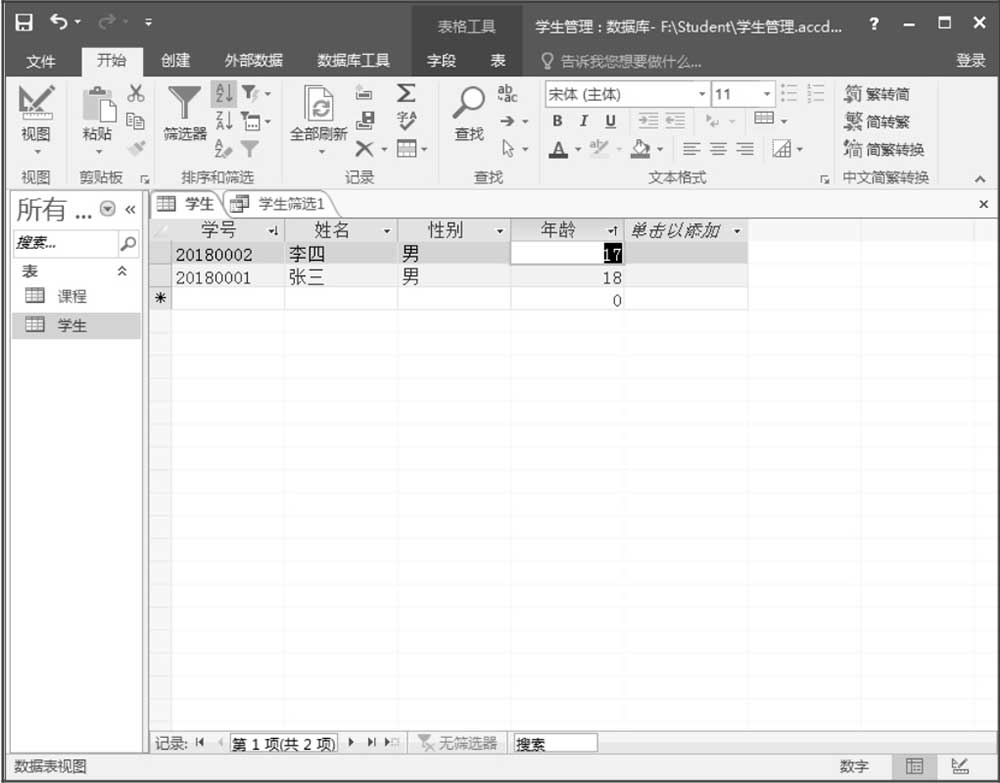 表格工具
学生管理 : 数据库- F:\Student\学生管理.accd...
?
文件 开始 创建 外部数据 数据库工具 字段 表 告诉我您想要做什么... 登录
视图 粘贴 筛选器 全部刷新 查找 宋体 (主体) 11 繁转简
B I U 简转繁
A 简繁转换
视图 剪贴板 排序和筛选 记录 查找 文本格式 中文简繁转换
所有 ... «
学生 学生筛选1
搜索...
学号 姓名 性别 年龄 单击以添加
20180002 李四 男 17
20180001 张三 男 18
* 0
表
课程
学生
记录: 第 1 项(共 2 项) 无筛选器 搜索
数据表视图 数字